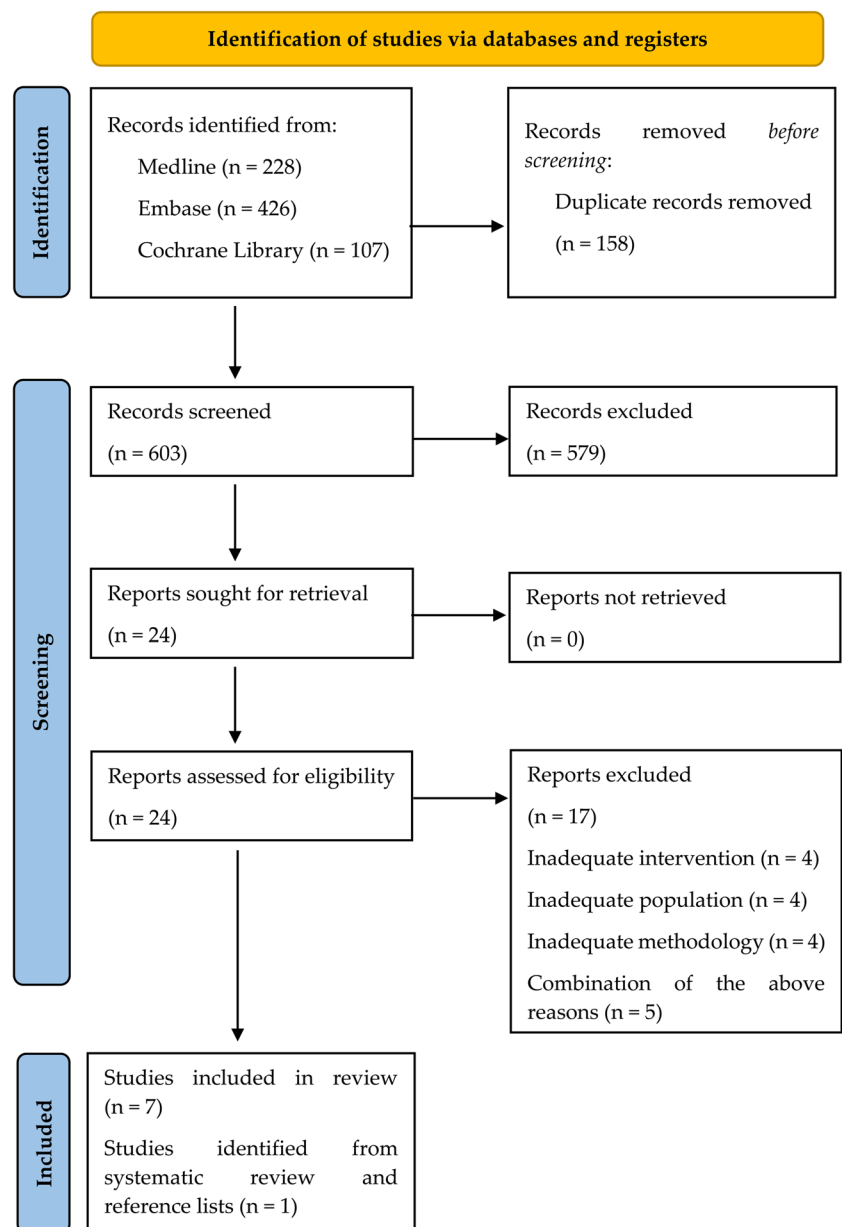 Identification of studies via databases and registers
Identification
Records identified from:
Medline (n = 228)
Embase (n = 426)
Cochrane Library (n = 107)
Records removed before
screening:
Duplicate records removed
(n = 158)
Screening
Records screened
(n = 603)
Records excluded
(n = 579)
Reports sought for retrieval
(n = 24)
Reports not retrieved
(n = 0)
Reports assessed for eligibility
(n = 24)
Reports excluded
(n = 17)
Inadequate intervention (n = 4)
Inadequate population (n = 4)
Inadequate methodology (n = 4)
Combination of the above
reasons (n = 5)
Included
Studies included in review
(n = 7)
Studies identified from
systematic review and
reference lists (n = 1)